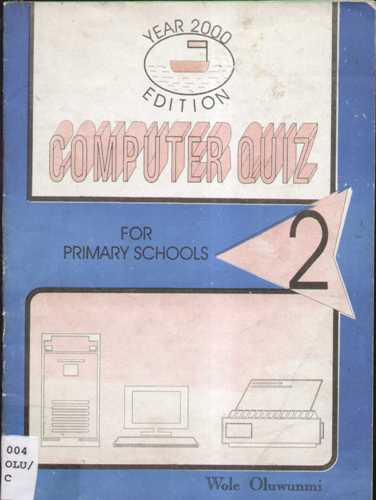 YEAR 2000
EDITION
COMPUTER QUIZ
FOR
PRIMARY SCHOOLS
2
004
OLU/
C
Wole Oluwunmi